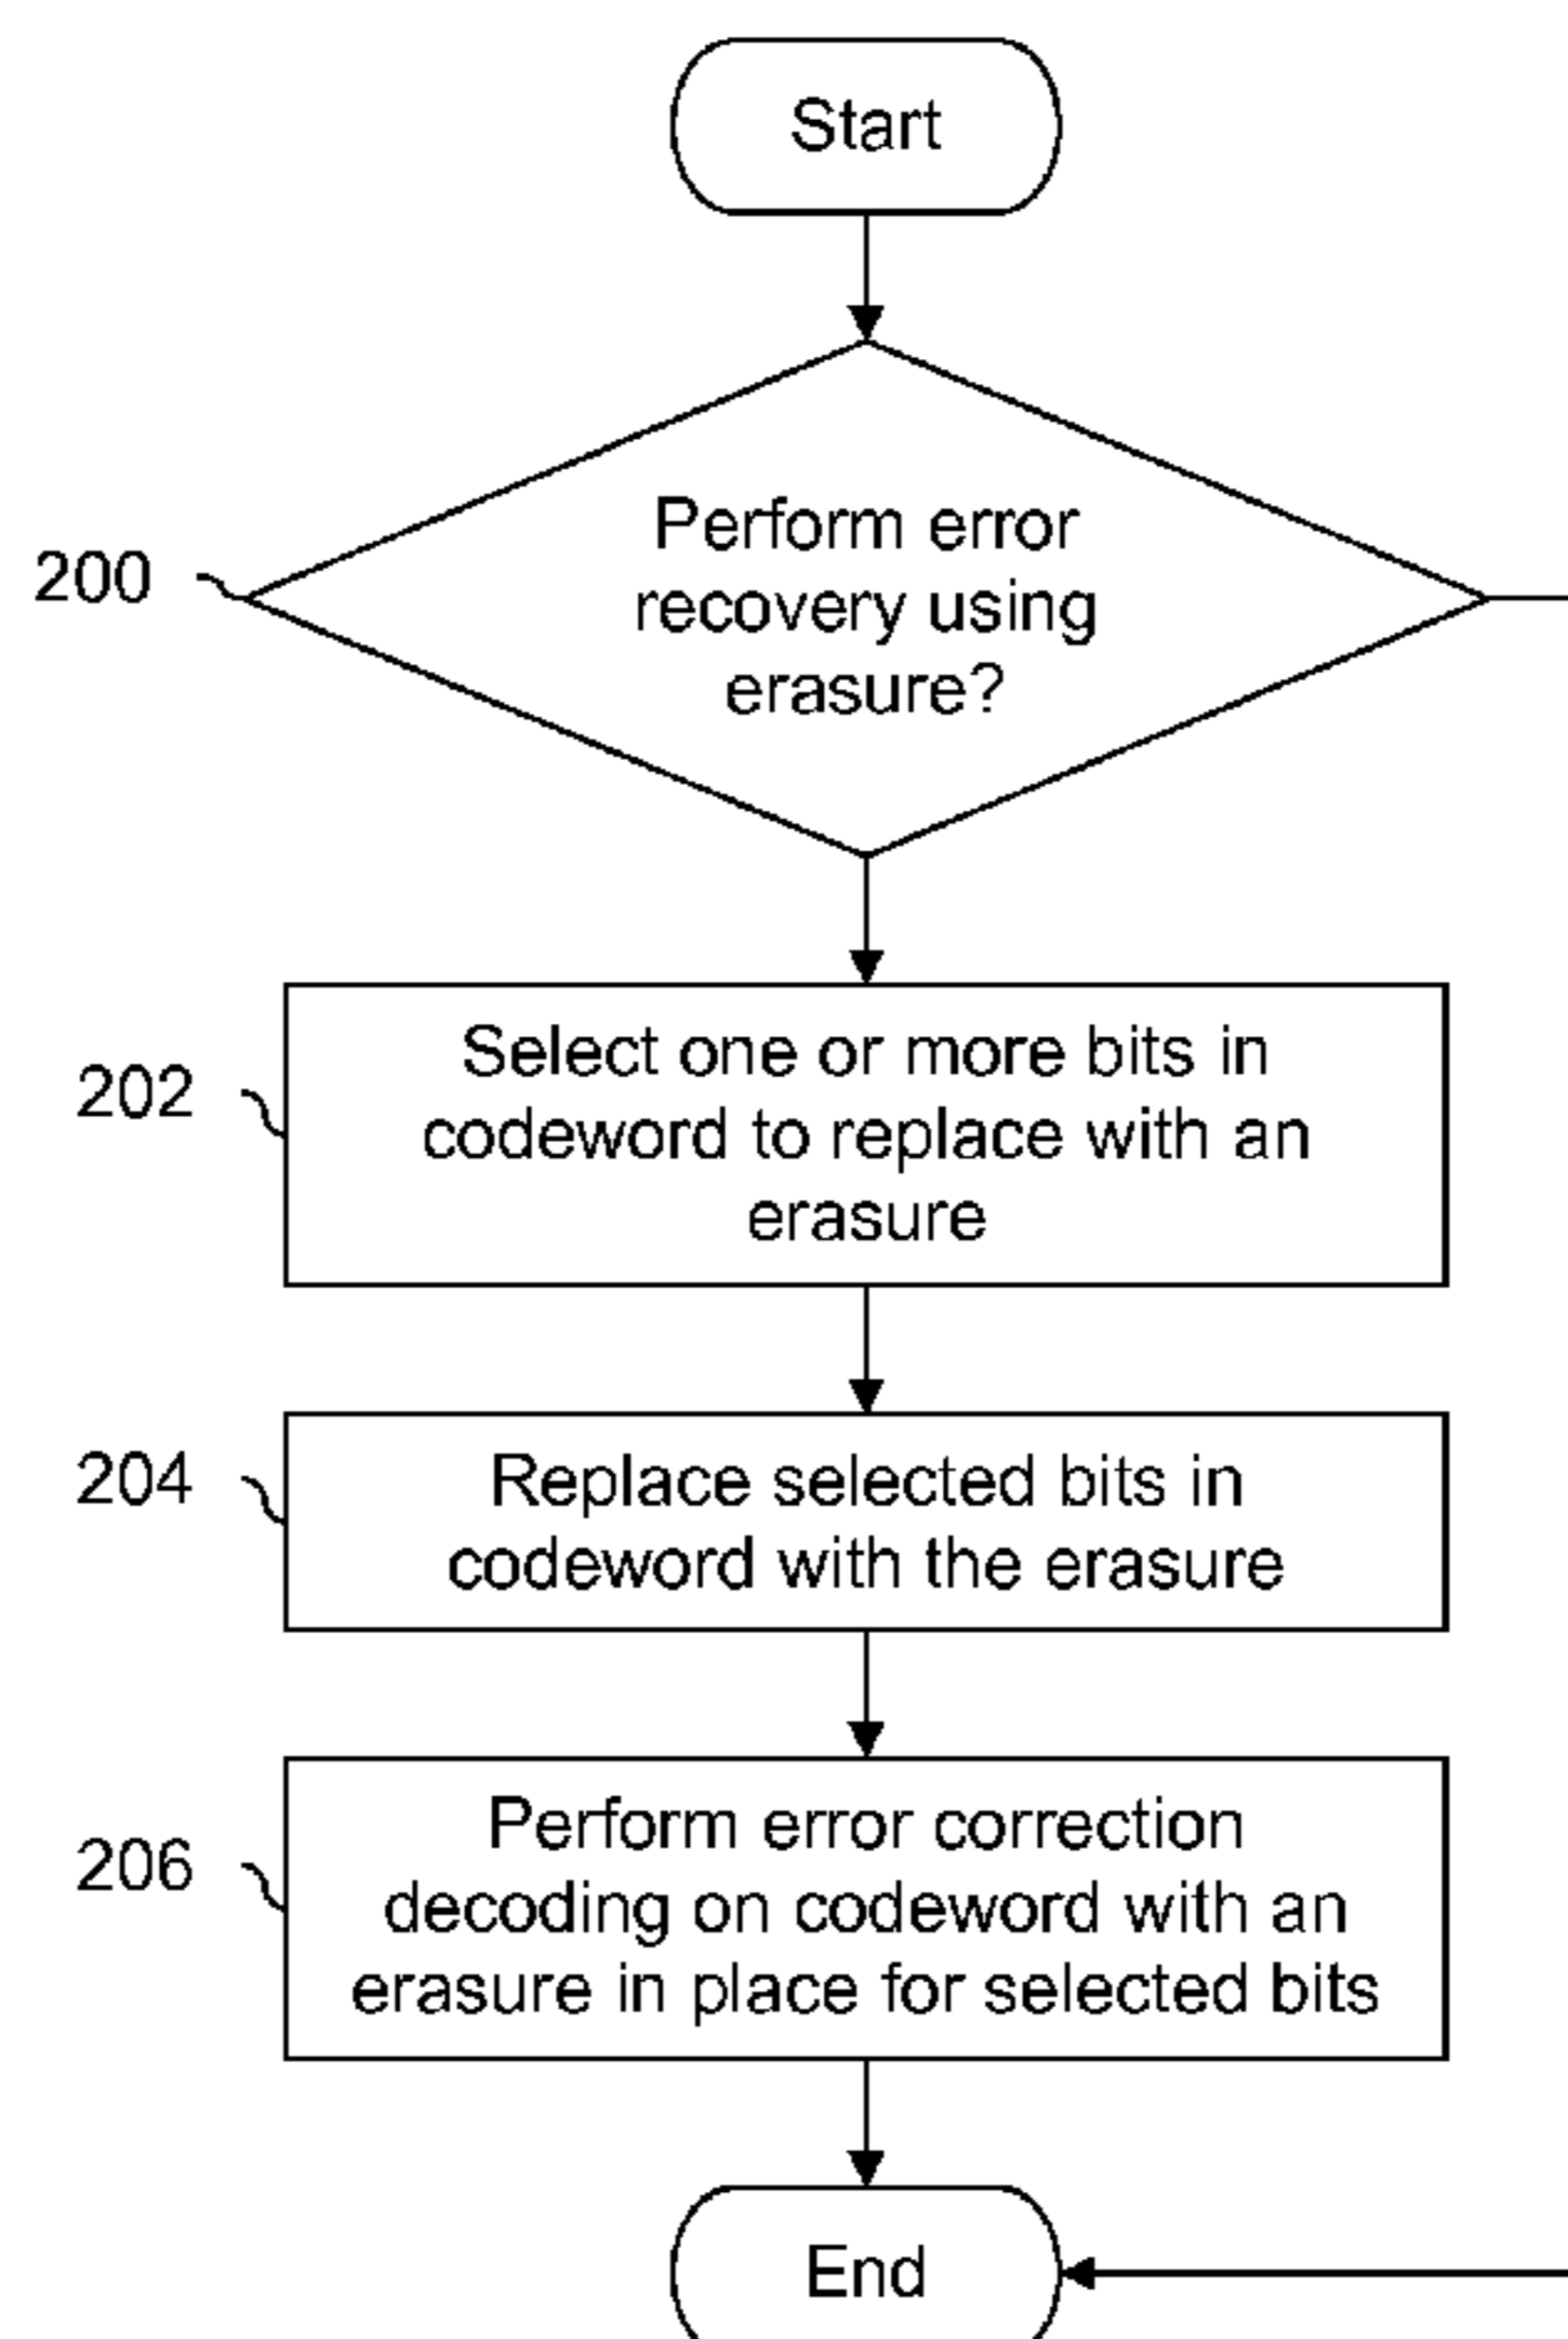 Start
200
Perform error
recovery using
erasure?
202
Select one or more bits in
codeword to replace with an
erasure
204
Replace selected bits in
codeword with the erasure
206
Perform error correction
decoding on codeword with an
erasure in place for selected bits
End